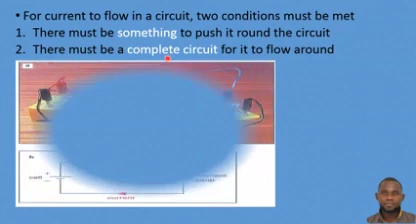 • For current to flow in a circuit, two conditions must be met
1. There must be something to push it round the circuit
2. There must be a complete circuit for it to flow around